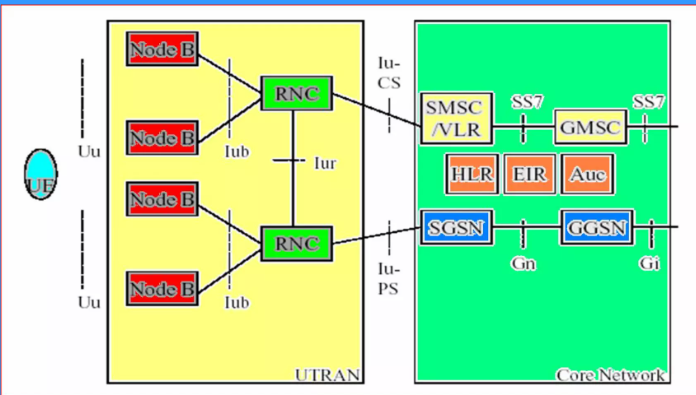 Node B
RNC
Iu-
CS
SMSC
/VLR
SS7
GMSC
SS7
Node B
Uu
Iub
Iur
UE
HLR
EIR
Auc
Node B
RNC
SGSN
GGSN
Iu-
PS
Gn
Gi
Node B
Uu
Iub
UTRAN
Core Network